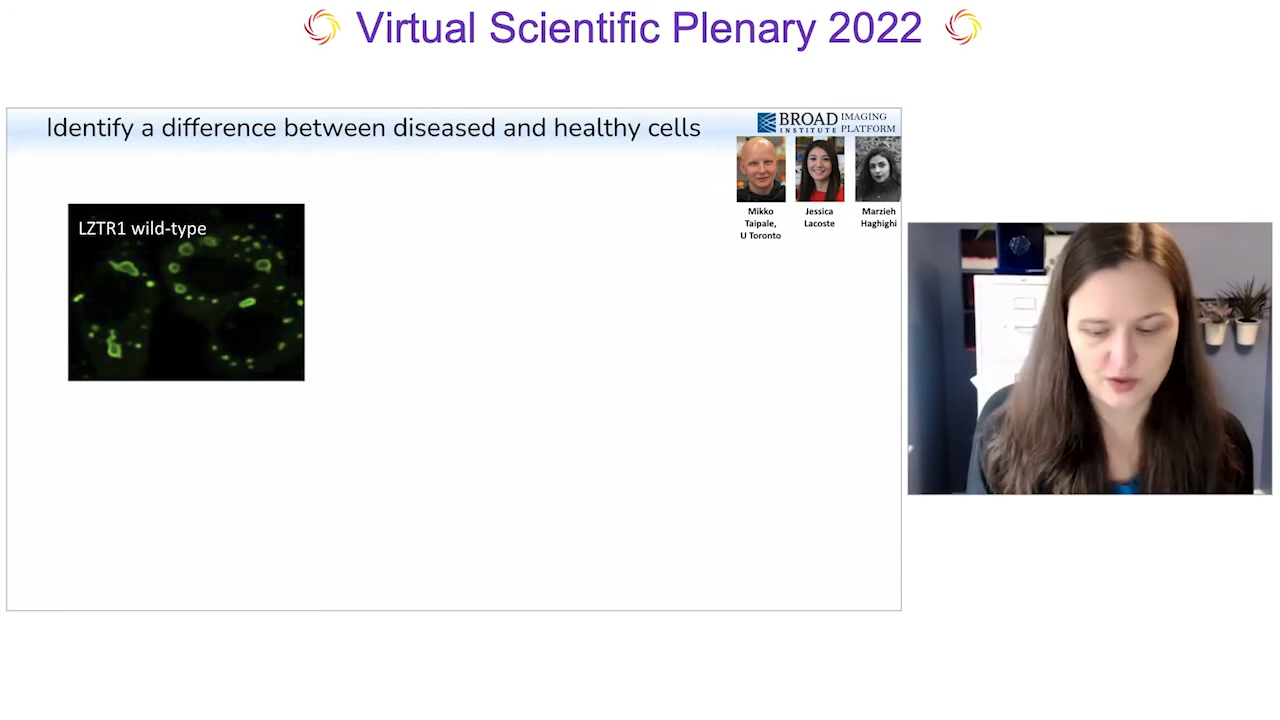 Virtual Scientific Plenary 2022
Identify a difference between diseased and healthy cells
BROAD
INSTITUTE
IMAGING
PLATFORM
Mikko
Taipale,
U Toronto
Jessica
Lacoste
Marzieh
Haghighi
LZTR1 wild-type